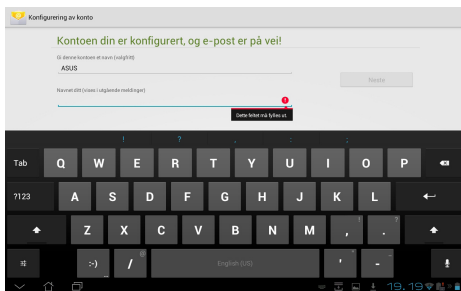 Konfigurering av konto
Kontoen din er konfigurert, og e-post er på vei!
Gi denne kontoen et navn (valgfritt)
ASUS
Neste
Navnet ditt (vises i utgående meldinger)
Dette feltet må fylles ut.
! ? , : ;
Tab Q W E R T Y U I O P
?123 A S D F G H J K L
Z X C V B N M , ! . ?
:-) / @ English (US) ' -
19.19